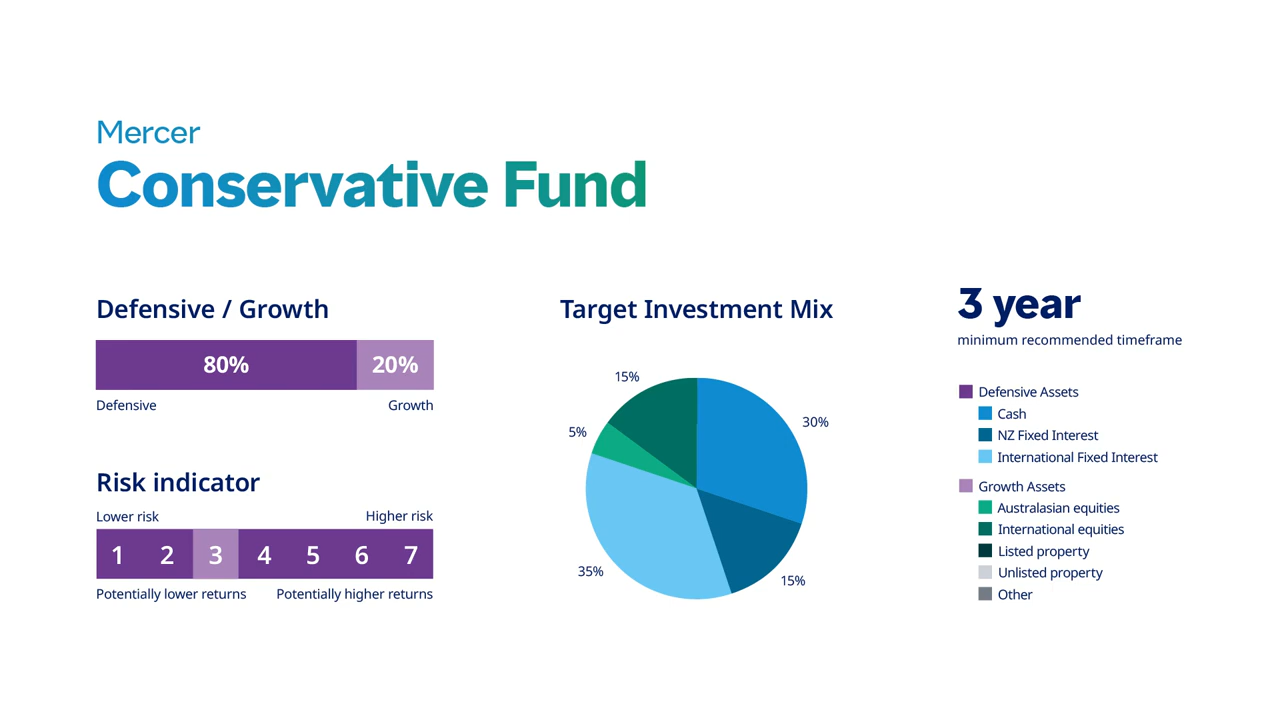 Mercer
Conservative Fund
Defensive / Growth
80%
20%
Defensive
Growth
Risk indicator
Lower risk
Higher risk
1 2 3 4 5 6 7
Potentially lower returns
Potentially higher returns
Target Investment Mix
15%
30%
5%
35%
15%
3 year
minimum recommended timeframe
Defensive Assets
Cash
NZ Fixed Interest
International Fixed Interest
Growth Assets
Australasian equities
International equities
Listed property
Unlisted property
Other